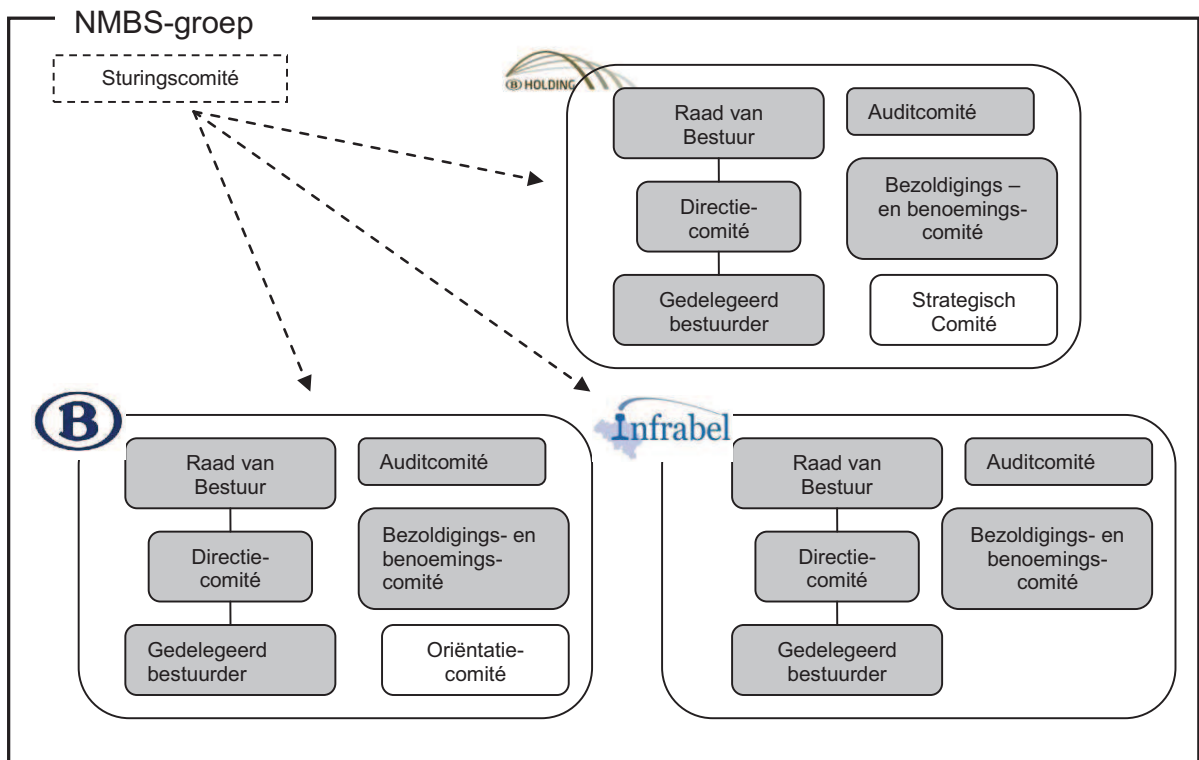 NMBS-groep
Sturingscomité
B HOLDING
Raad van
Bestuur
Auditcomité
Directie-
comité
Bezoldigings –
en benoemings-
comité
Gedelegeerd
bestuurder
Strategisch
Comité
B
Raad van
Bestuur
Auditcomité
Directie-
comité
Bezoldigings- en
benoemings-
comité
Gedelegeerd
bestuurder
Oriëntatie-
comité
Infrabel
Raad van
Bestuur
Auditcomité
Directie-
comité
Bezoldigings- en
benoemings-
comité
Gedelegeerd
bestuurder